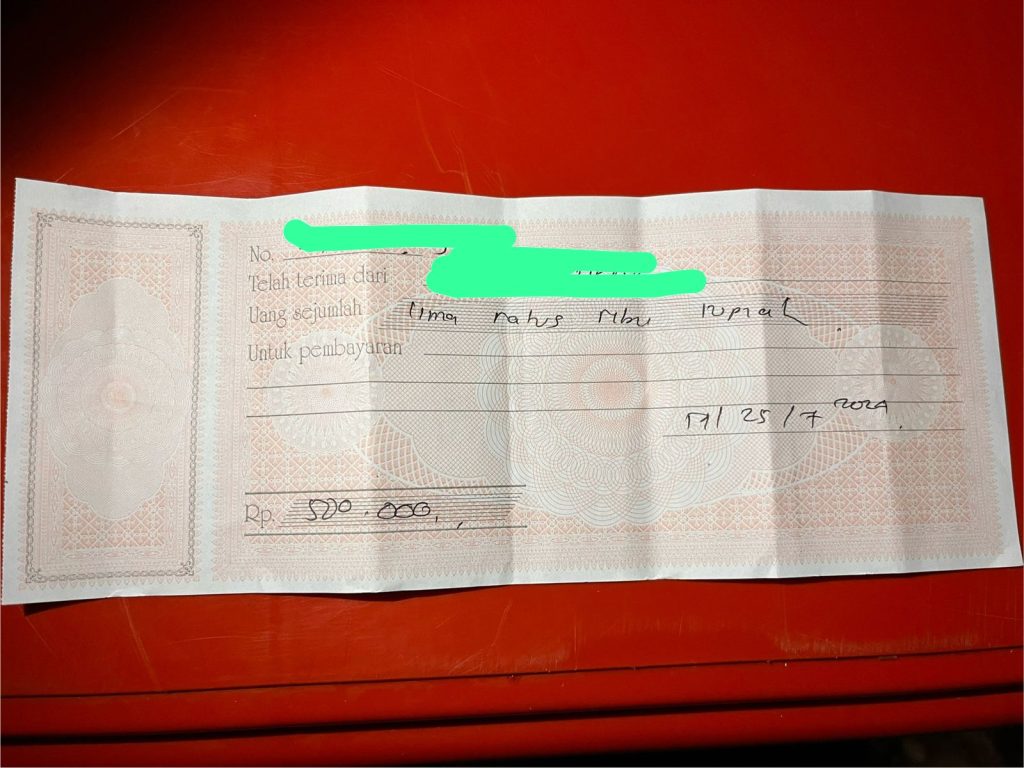 No.
Telah terima dari
Uang sejumlah lima ratus ribu rupiah
Untuk pembayaran
25/7 2024
Rp. 500.000,